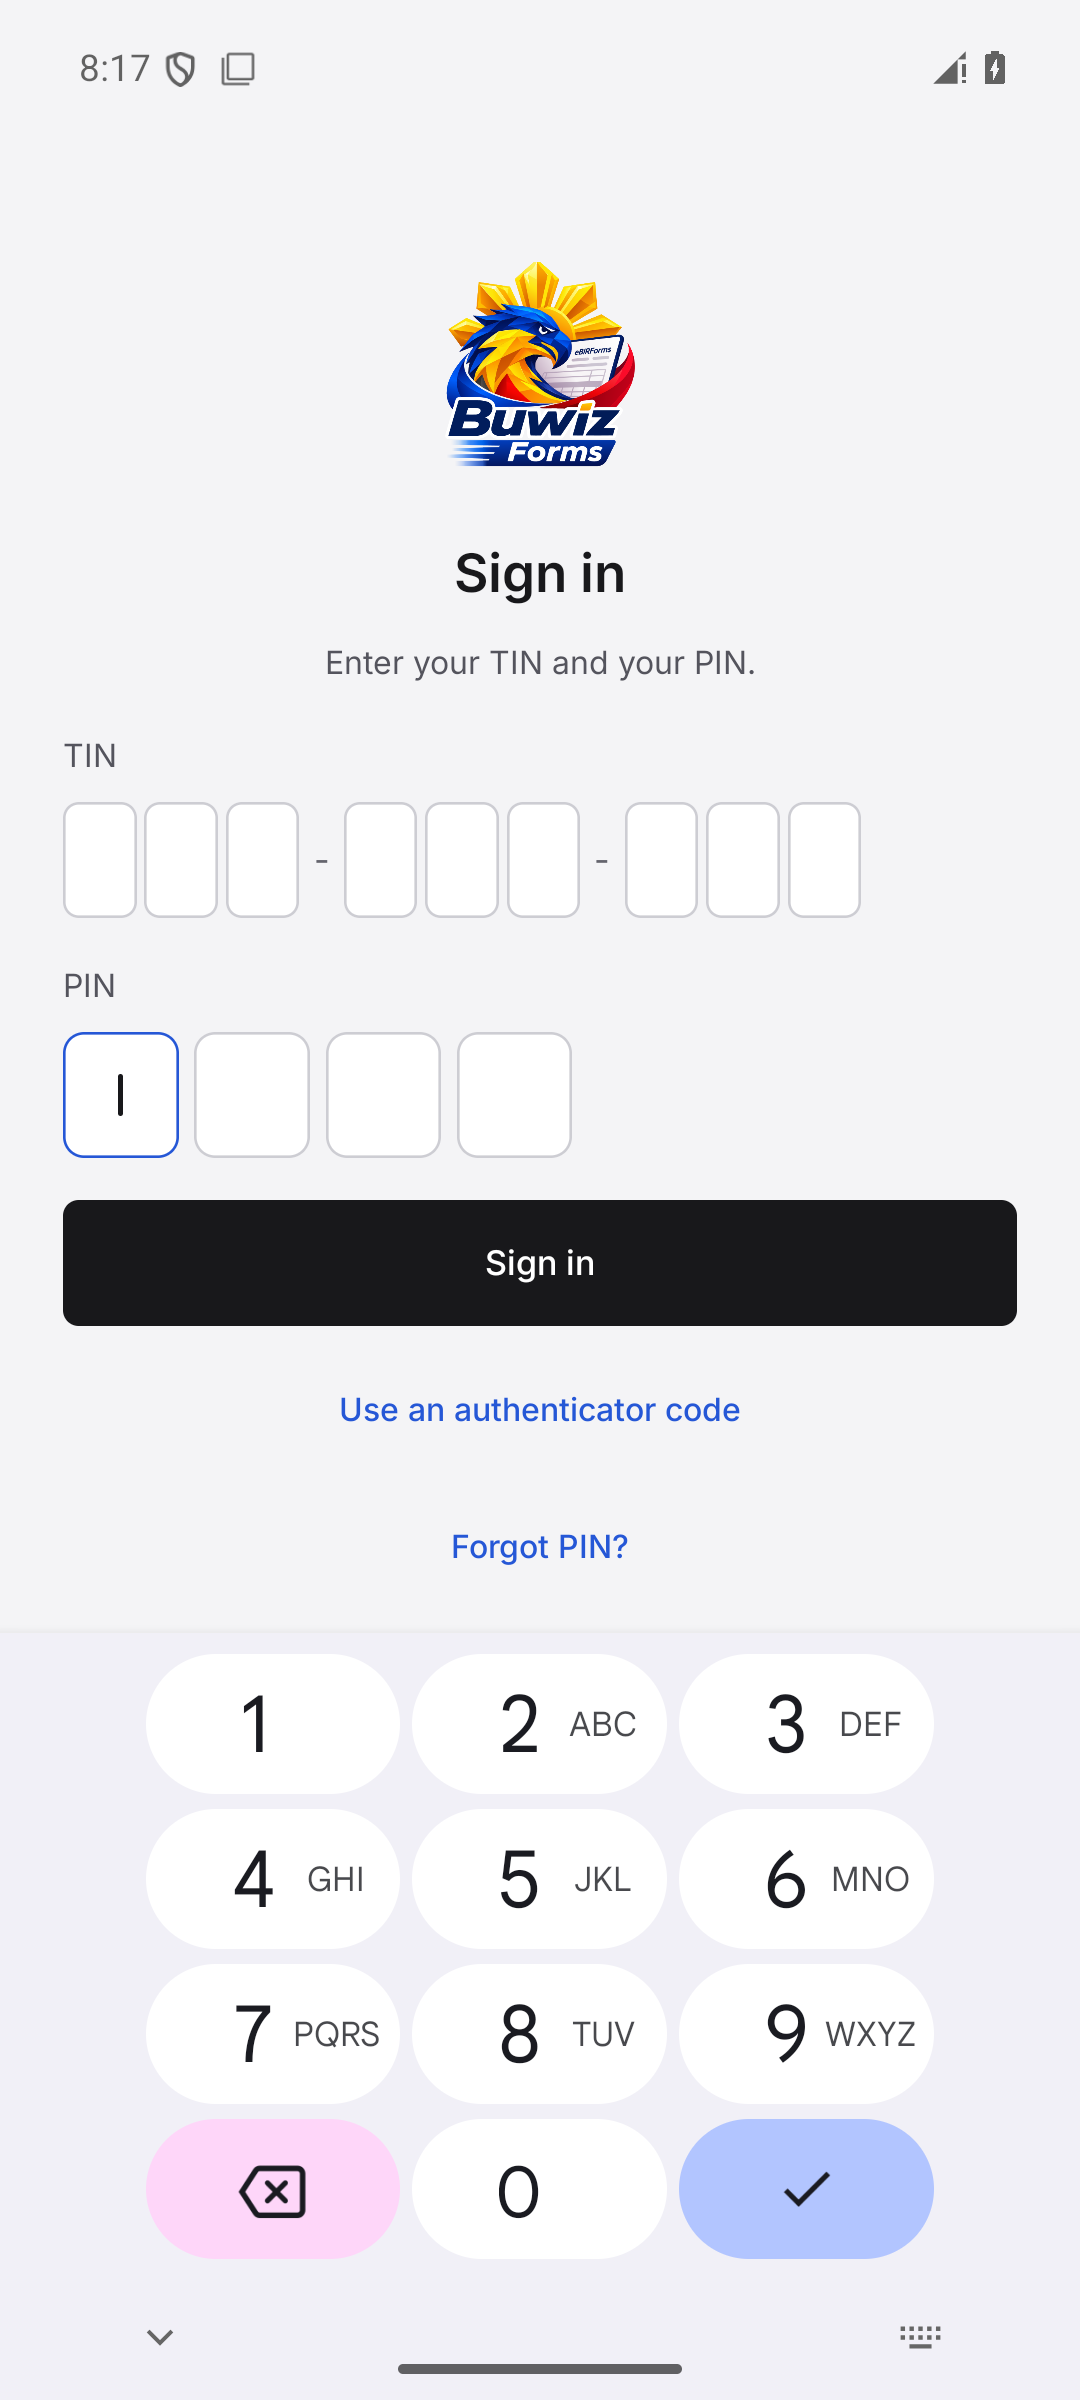 8:17
eBIRForms
Buwiz
Forms
Sign in
Enter your TIN and your PIN.
TIN
- -
PIN
Sign in
Use an authenticator code
Forgot PIN?
1 2 ABC 3 DEF
4 GHI 5 JKL 6 MNO
7 PQRS 8 TUV 9 WXYZ
0